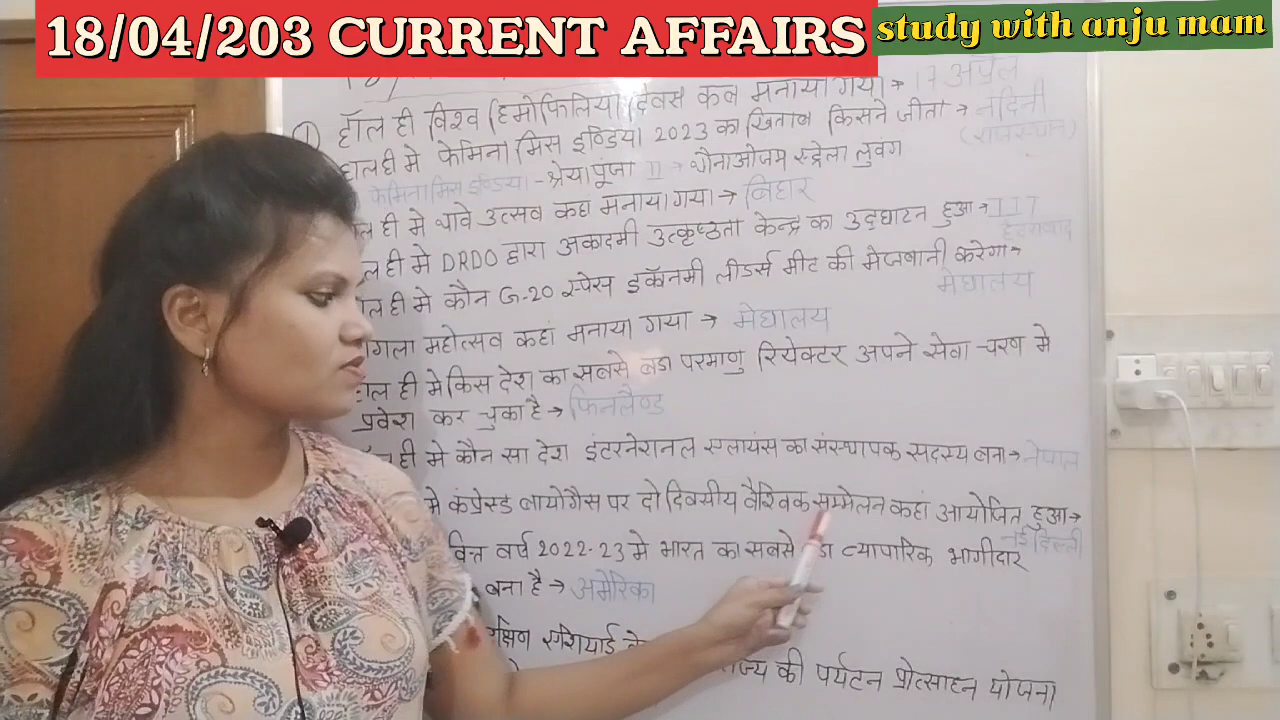 18/04/203 CURRENT AFFAIRS
study with anju mam
① हॉल ही विश्व हिमोफिलिया दिवस कब मनाया गया → 17 अप्रैल
हालही मे फेमिना मिस इण्डिया 2023 का खिताब किसने जीता → नंदिनी
(राजस्थान)
फेमिना मिस इण्डिया - श्रेया पूंजा II → थौनाओजम स्ट्रेला लुवंग
ल ही मे थावे उत्सव कहा मनाया गया → बिहार
ल ही मे DRDO द्वारा अकादमी उत्कृष्ठता केन्द्र का उद्घाटन हुआ →
हैदराबाद
लही मे कौन G-20 स्पेस इकॅानमी लीडर्स मीट की मेजबानी करेगा →
मेघालय
गला महोत्सव कहां मनाया गया → मेघालय
ल ही मे किस देश का सबसे बडा परमाणु रियेक्टर अपने सेवा चरण मे
प्रवेश कर चुका है → फिनलैण्ड
ही मे कौन सा देश इंटरनेशनल एलायंस का संस्थापक सदस्य बना → नेपाल
मे कंप्रेस्ड बायोगैस पर दो दिवसीय वैश्विक सम्मेलन कहां आयोजित हुआ →
नई दिल्ली
वित्त वर्ष 2022-23 मे भारत का सबसे डा व्यापारिक भागीदार
बना है → अमेरिका
क्षिण एशियाई
ाज्य की पर्यटन प्रोत्साहन योजना